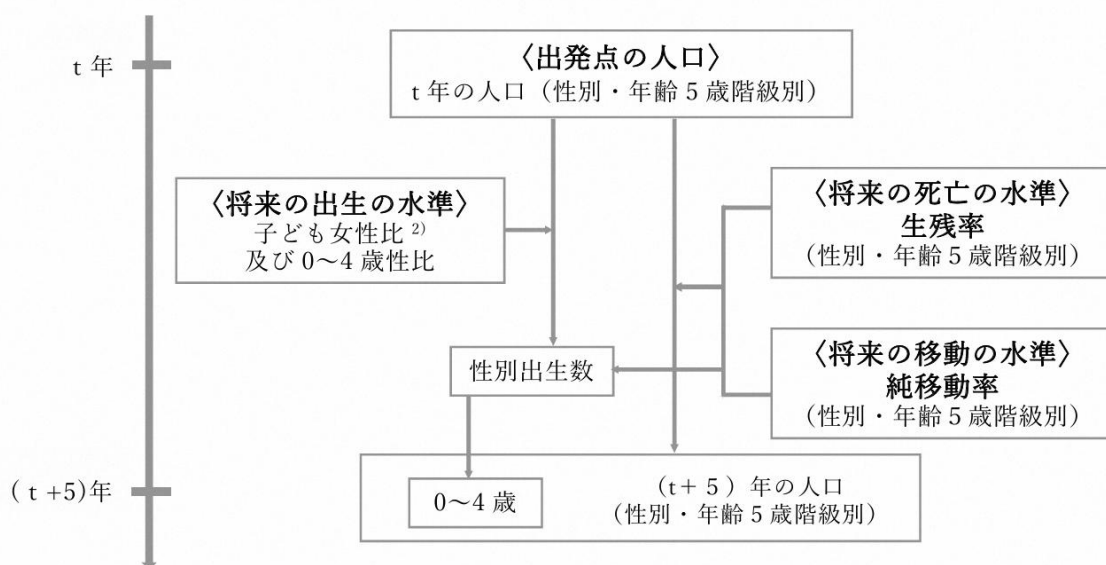 t 年
〈出発点の人口〉
t 年の人口（性別・年齢 5 歳階級別）
〈将来の出生の水準〉
子ども女性比 2)
及び 0～4 歳性比
〈将来の死亡の水準〉
生残率
（性別・年齢 5 歳階級別）
性別出生数
〈将来の移動の水準〉
純移動率
（性別・年齢 5 歳階級別）
( t +5)年
0～4 歳
（t＋ 5 ）年の人口
（性別・年齢 5 歳階級別）